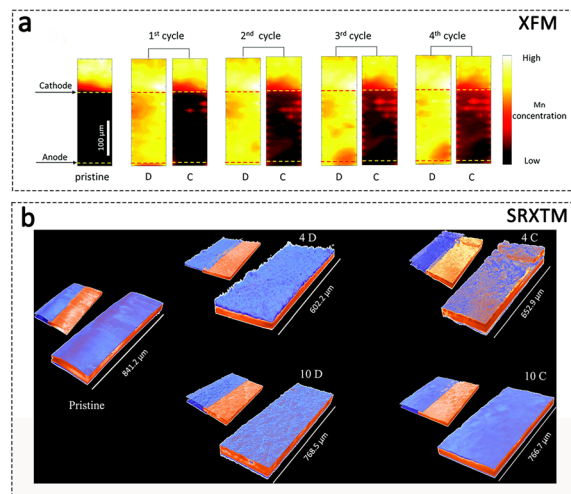 a
XFM
1st cycle
2nd cycle
3rd cycle
4th cycle
High
Cathode
100 µm
Mn
concentration
Anode
Low
pristine
D
C
D
C
D
C
D
C
b
SRXTM
4 D
4 C
602.2 µm
652.9 µm
841.2 µm
Pristine
10 D
10 C
768.5 µm
766.7 µm